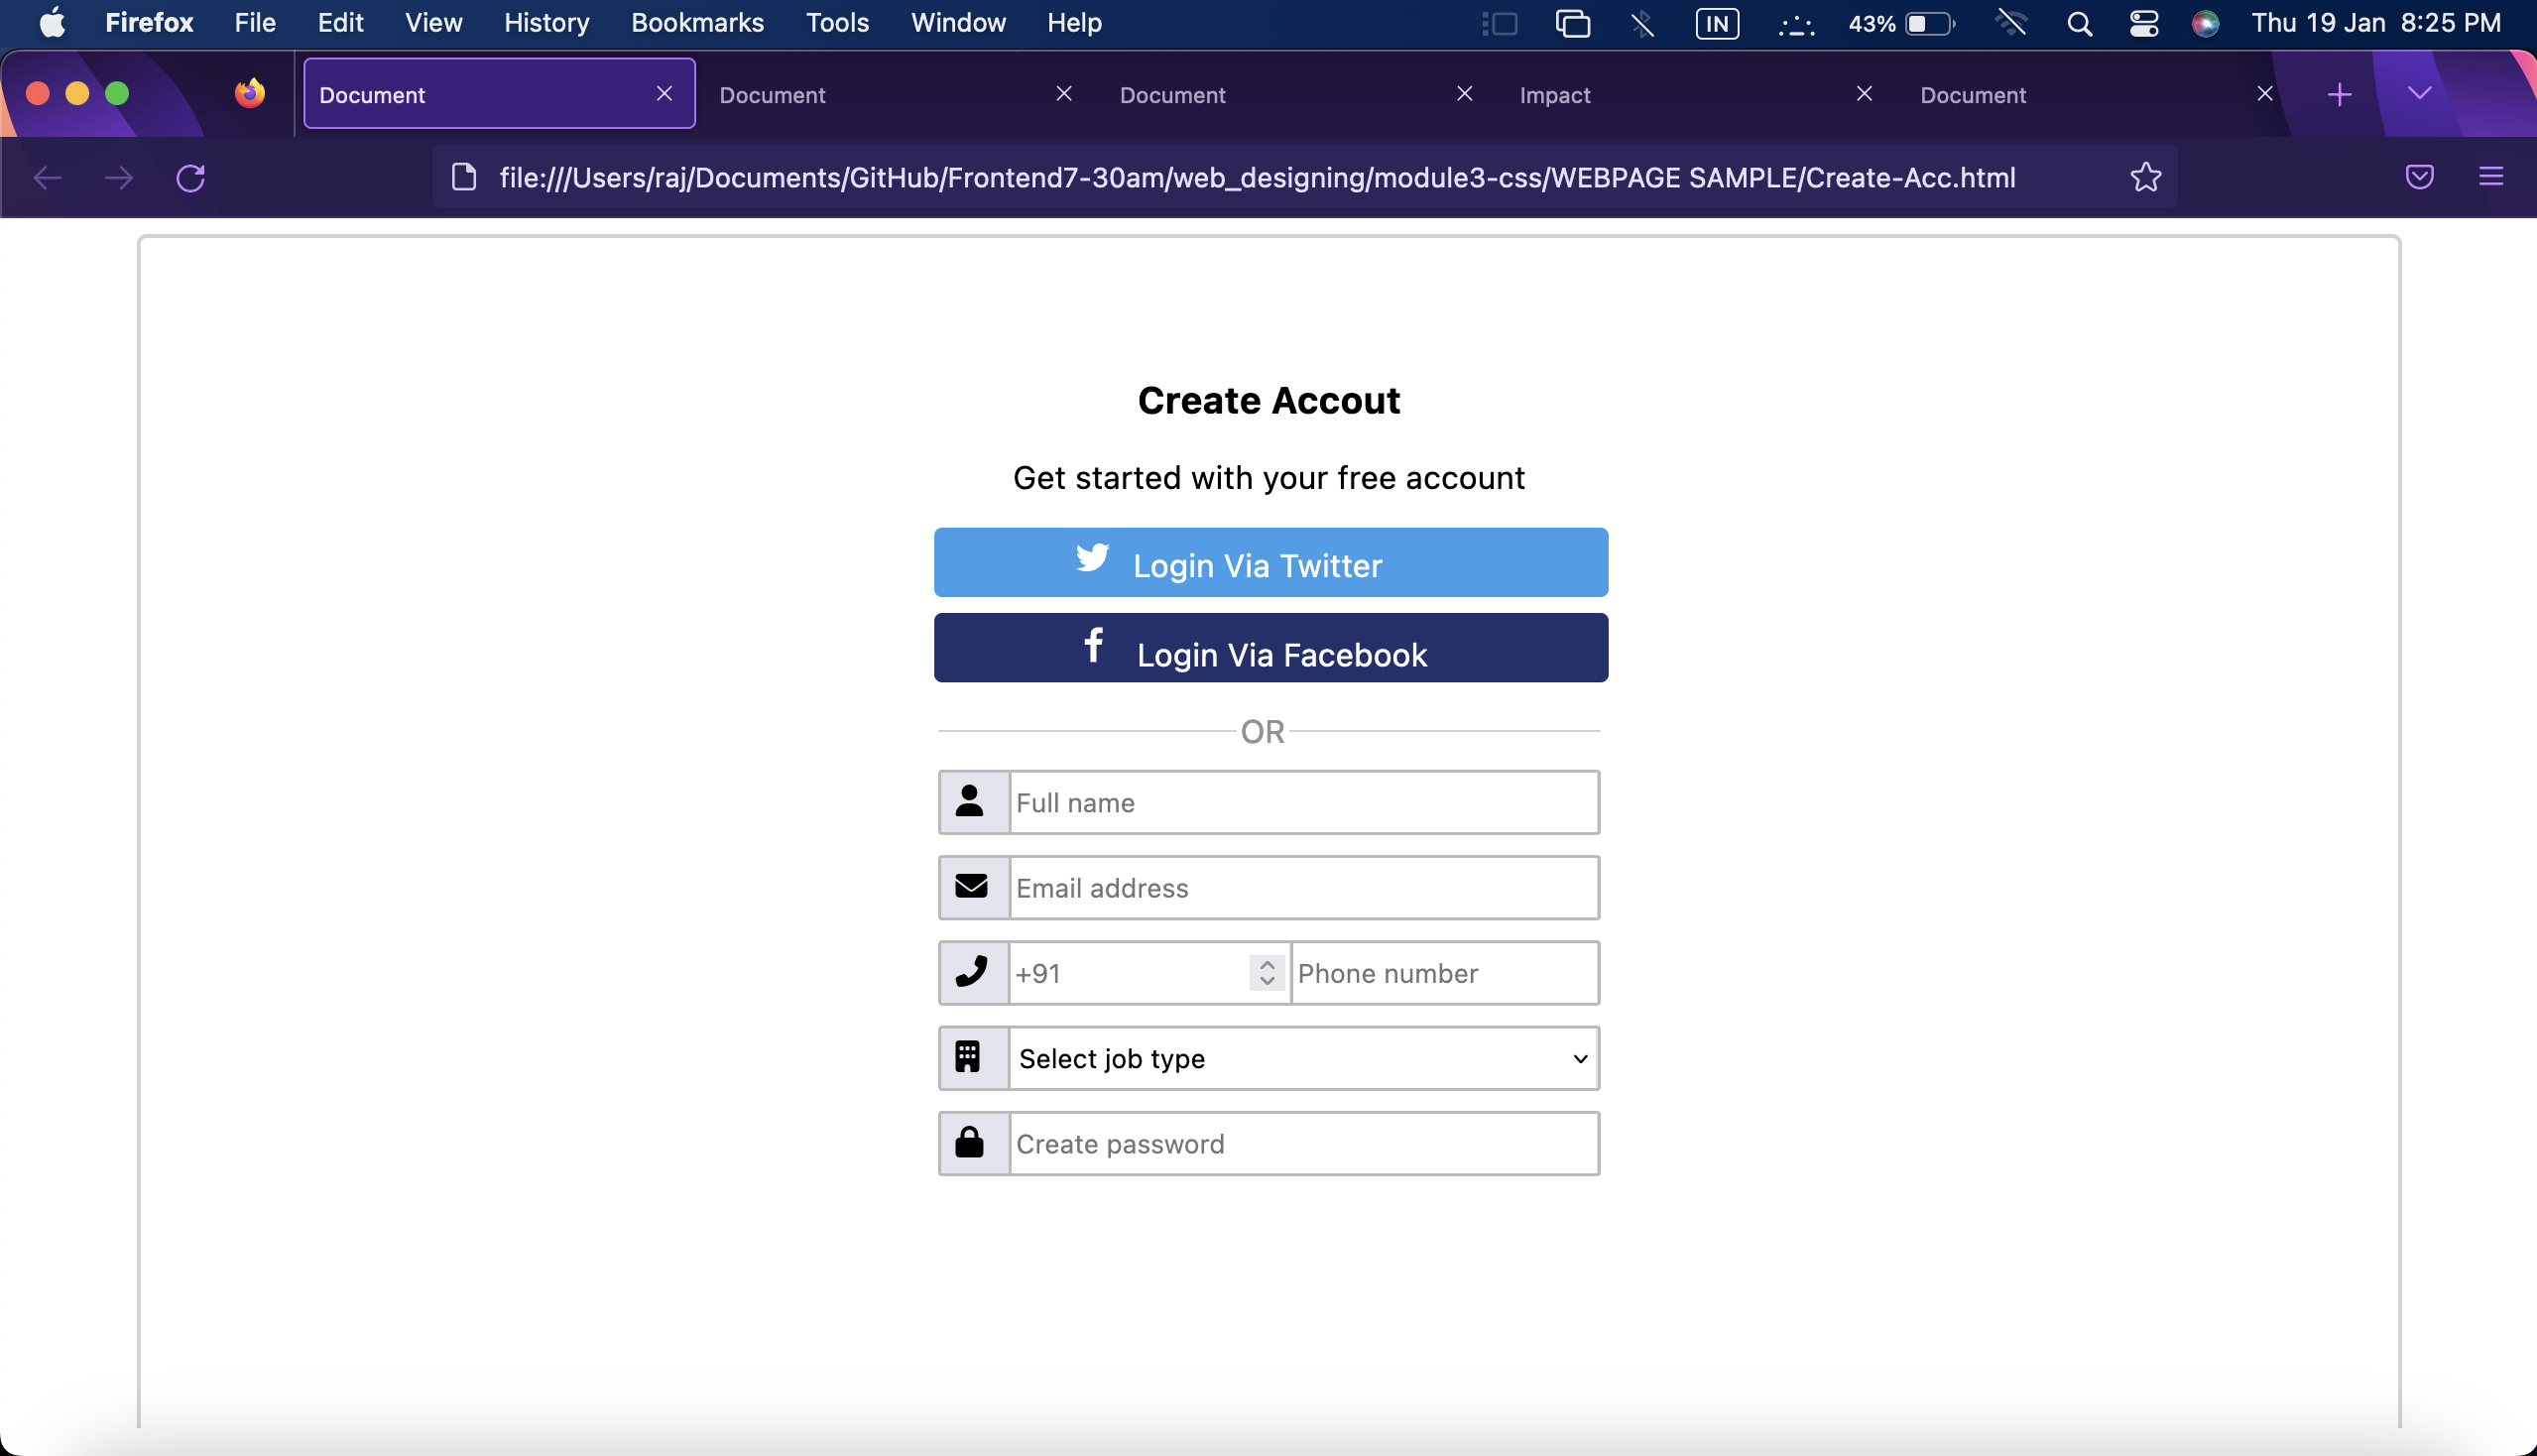 Firefox File Edit View History Bookmarks Tools Window Help IN 43% Thu 19 Jan 8:25 PM
Document Document Document Impact Document
file:///Users/raj/Documents/GitHub/Frontend7-30am/web_designing/module3-css/WEBPAGE SAMPLE/Create-Acc.html
Create Accout
Get started with your free account
Login Via Twitter
Login Via Facebook
OR
Full name
Email address
+91 Phone number
Select job type
Create password